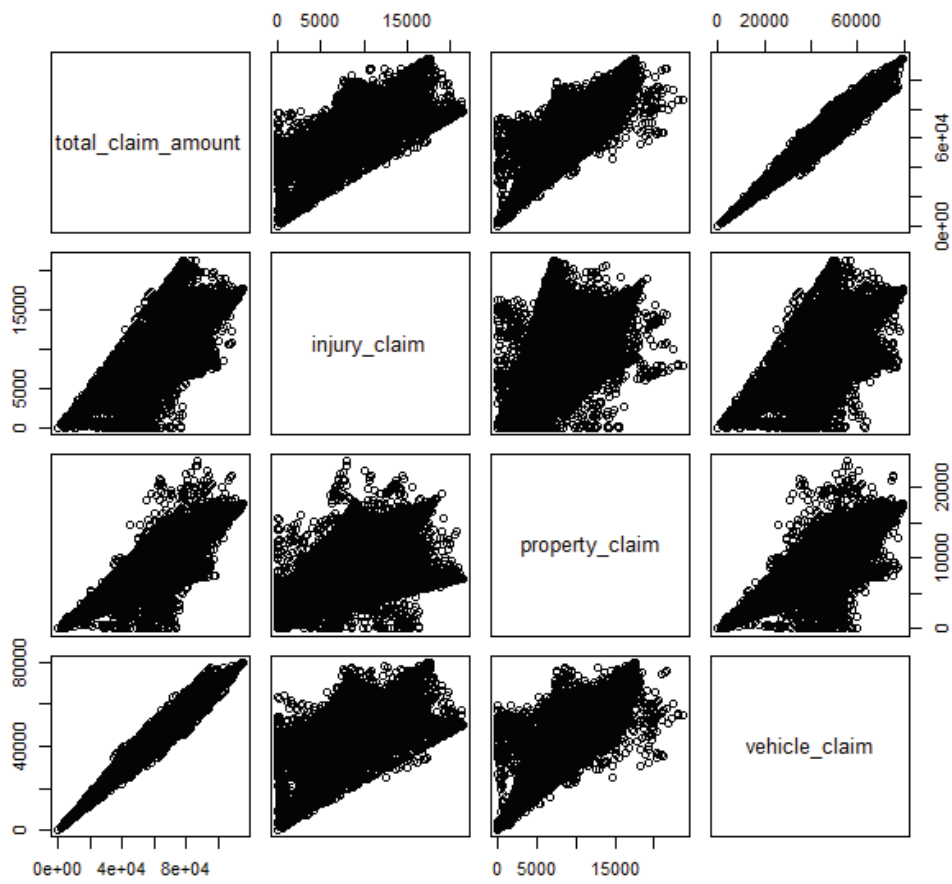 0 5000 15000
0 20000 60000
total_claim_amount
0e+00 6e+04
0 5000 15000
injury_claim
property_claim
0 10000 20000
0 40000 80000
vehicle_claim
0e+00 4e+04 8e+04
0 5000 15000